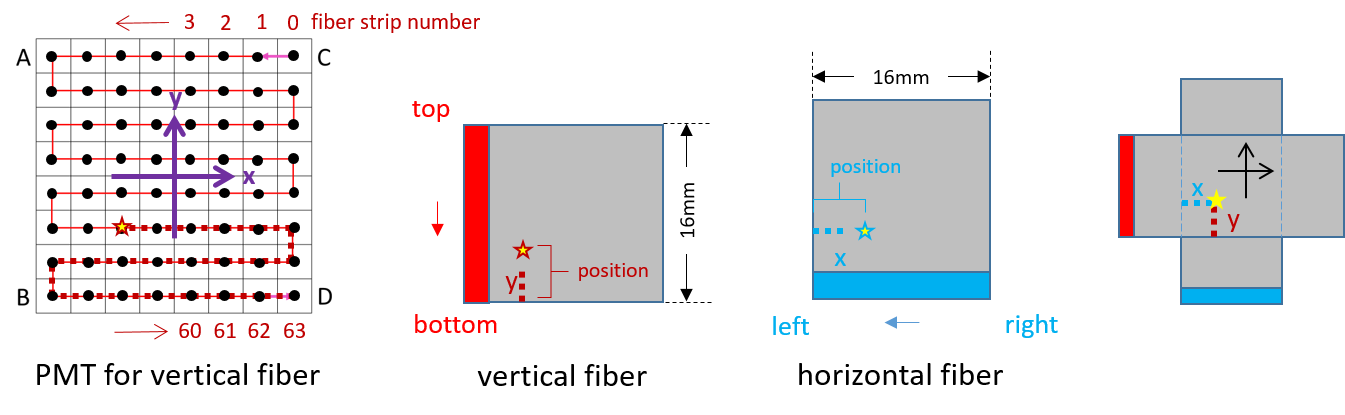 3 2 1 0 fiber strip number
A C
y
x
B D
60 61 62 63
PMT for vertical fiber
top
16mm
y position
bottom
vertical fiber
16mm
position
x
left right
horizontal fiber
x
y